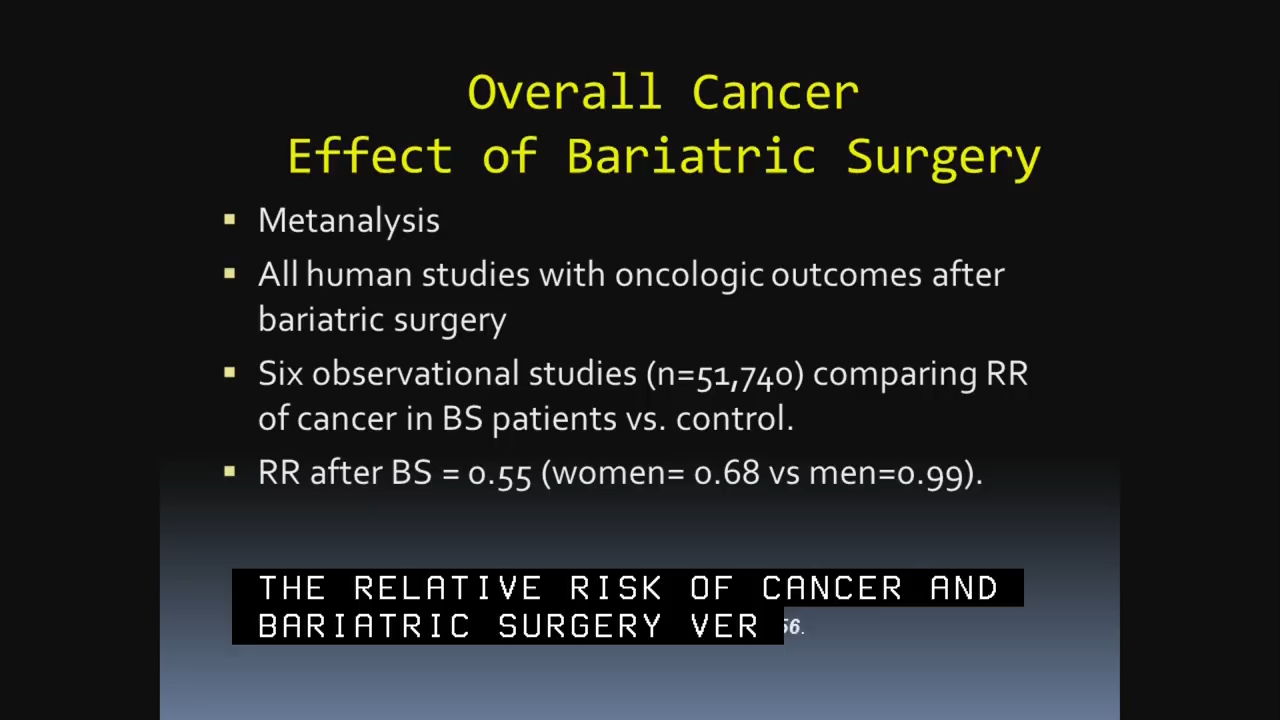 Overall Cancer
Effect of Bariatric Surgery
▪ Metanalysis
▪ All human studies with oncologic outcomes after
bariatric surgery
▪ Six observational studies (n=51,740) comparing RR
of cancer in BS patients vs. control.
▪ RR after BS = 0.55 (women= 0.68 vs men=0.99).
THE RELATIVE RISK OF CANCER AND
BARIATRIC SURGERY VER